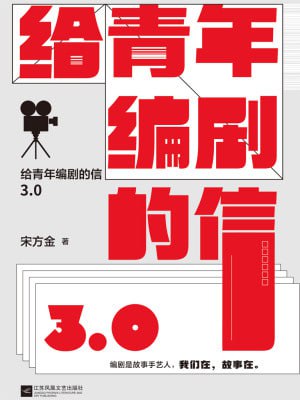 给青年
编剧
的信
给青年编剧的信
3.0
宋方金 著
3.0
编剧是故事手艺人，我们在，故事在。
江苏凤凰文艺出版社